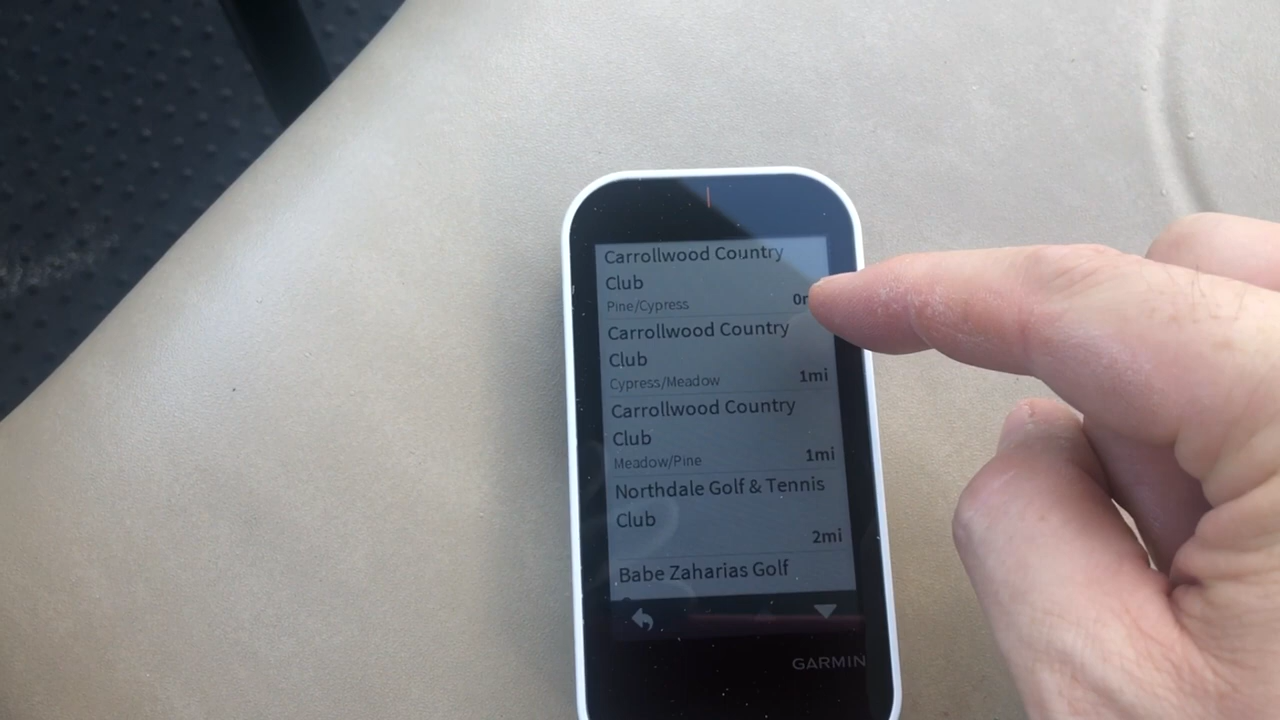 Carrollwood Country
Club
Pine/Cypress
Carrollwood Country
Club
Cypress/Meadow 1mi
Carrollwood Country
Club
Meadow/Pine 1mi
Northdale Golf & Tennis
Club
2mi
Babe Zaharias Golf
GARMIN